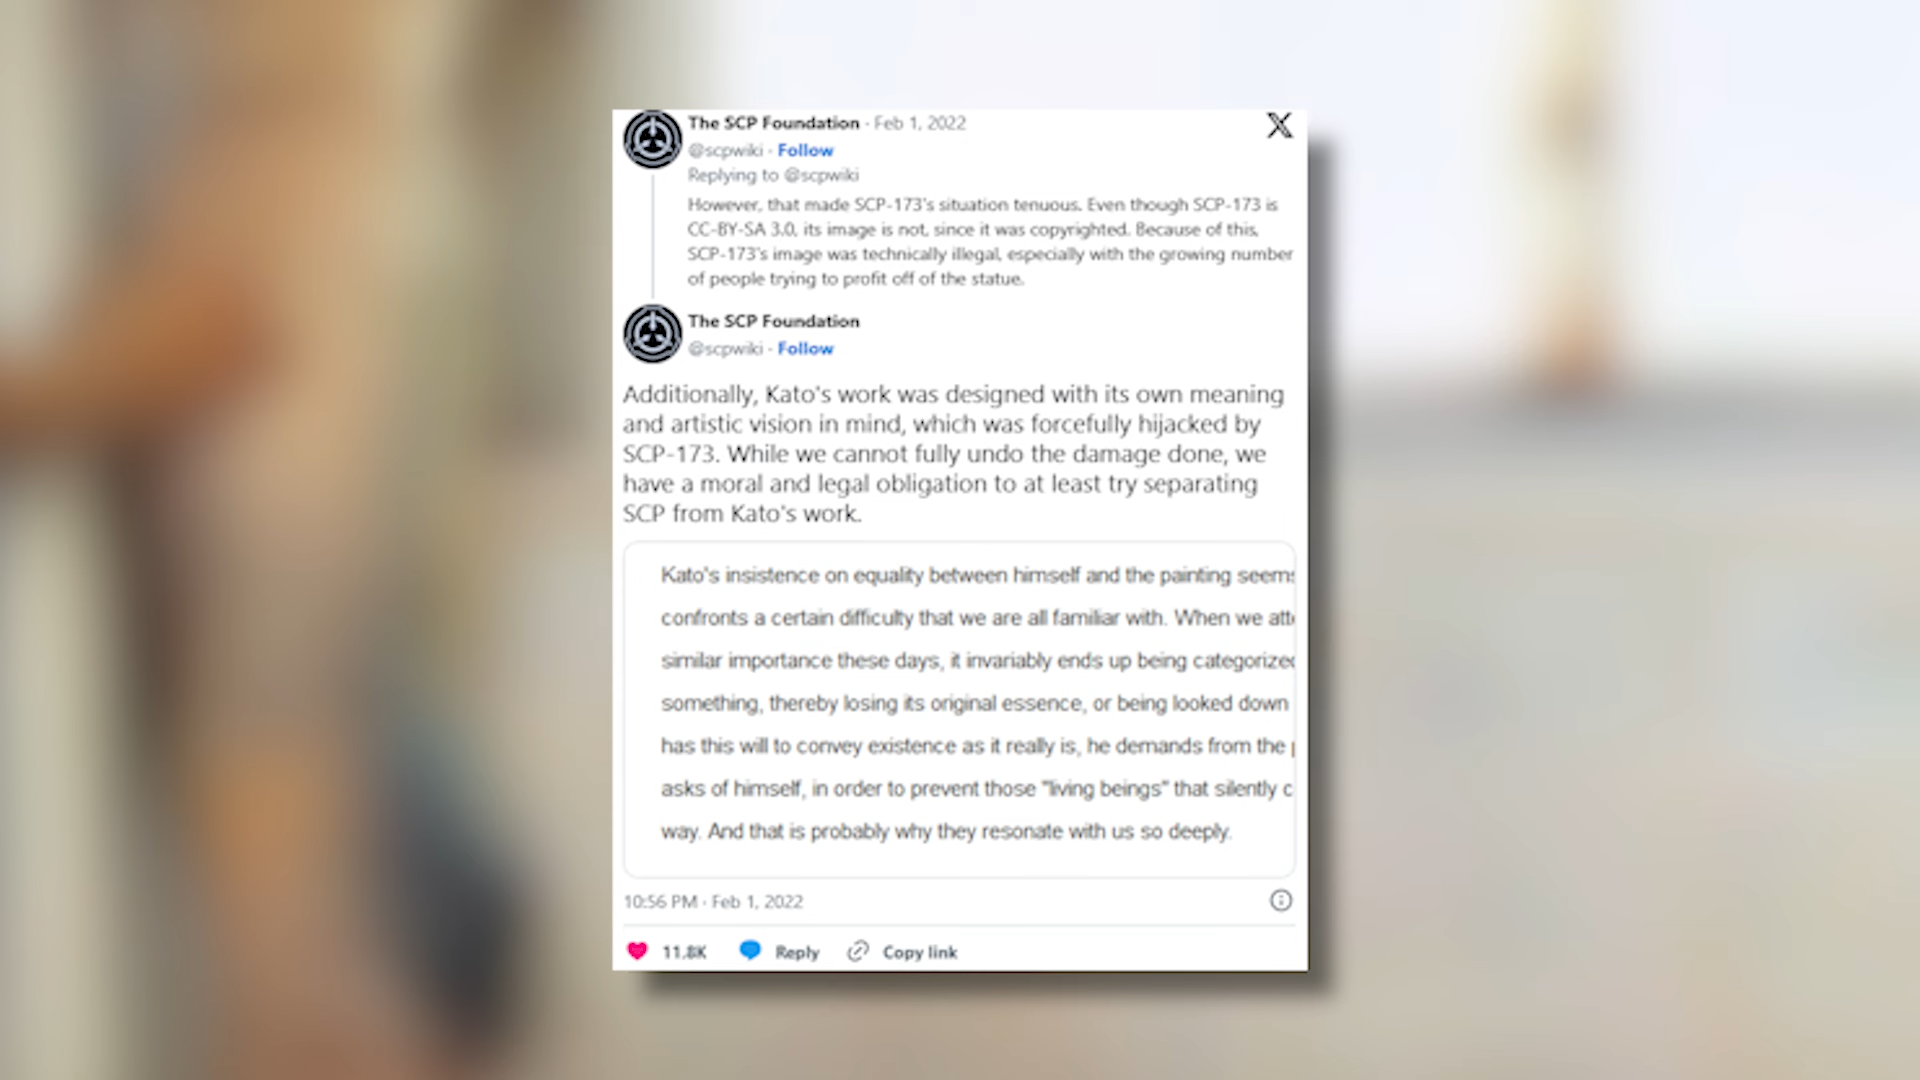 The SCP Foundation · Feb 1, 2022
@scpwiki · Follow
Replying to @scpwiki
However, that made SCP-173's situation tenuous. Even though SCP-173 is
CC-BY-SA 3.0, its image is not, since it was copyrighted. Because of this,
SCP-173's image was technically illegal, especially with the growing number
of people trying to profit off of the statue.
The SCP Foundation
@scpwiki · Follow
Additionally, Kato's work was designed with its own meaning
and artistic vision in mind, which was forcefully hijacked by
SCP-173. While we cannot fully undo the damage done, we
have a moral and legal obligation to at least try separating
SCP from Kato's work.
Kato's insistence on equality between himself and the painting seems
confronts a certain difficulty that we are all familiar with. When we
similar importance these days, it invariably ends up being categorized
something, thereby losing its original essence, or being looked down
has this will to convey existence as it really is, he demands from the
asks of himself, in order to prevent those "living beings" that silently
way. And that is probably why they resonate with us so deeply.
10:56 PM · Feb 1, 2022
11.8K Reply Copy link